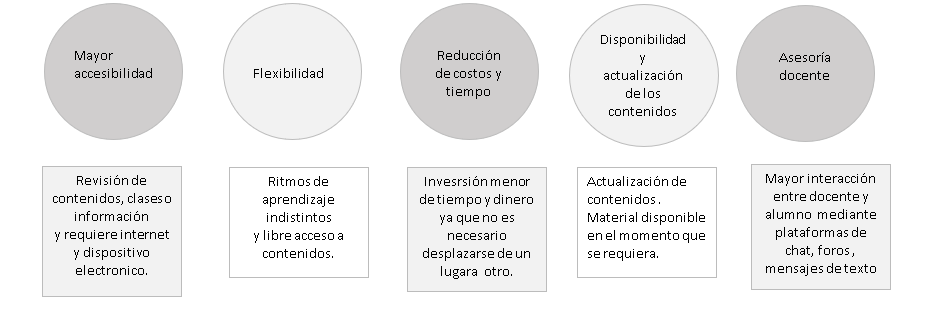 Mayor
accesibilidad
Flexibilidad
Reducción
de costos y
tiempo
Disponibilidad
y
actualización
de los
contenidos
Asesoría
docente
Revisión de
contenidos, claseso
información
y requiere internet
y dispositivo
electronico.
Ritmos de
aprendizaje
indistintos
y libre acceso a
contenidos.
Invesrsión menor
de tiempo y dinero
ya que no es
necesario
desplazarse de un
lugara otro.
Actualización de
contenidos.
Material disponible
en el momento que
se requiera.
Mayor interacción
entre docente y
alumno mediante
plataformas de
chat, foros,
mensajes de texto